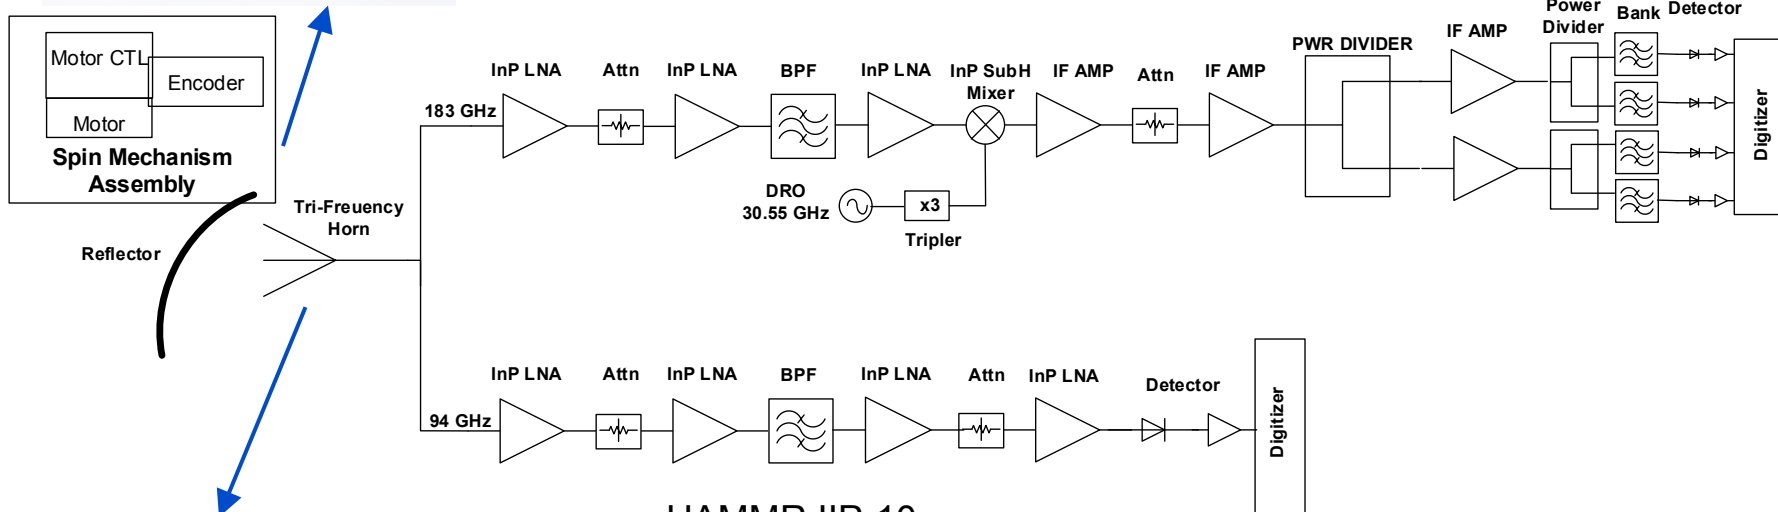 Motor CTL
Encoder
Motor
Spin Mechanism
Assembly
Reflector
Tri-Freuency
Horn
183 GHz
InP LNA
Attn
InP LNA
BPF
InP LNA
InP SubH
Mixer
IF AMP
Attn
IF AMP
PWR DIVIDER
IF AMP
Power
Divider
Bank
Detector
Digitizer
DRO
30.55 GHz
x3
Tripler
94 GHz
InP LNA
Attn
InP LNA
BPF
InP LNA
Attn
InP LNA
Detector
Digitizer